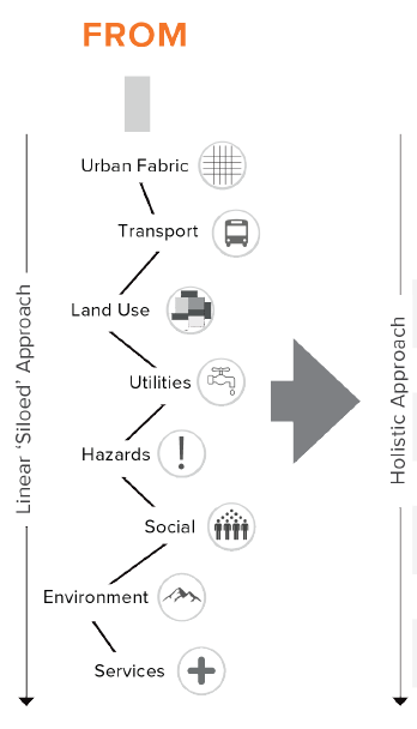 FROM
Urban Fabric
Transport
Land Use
Utilities
Hazards
Social
Environment
Services
Linear ‘Siloed’ Approach
Holistic Approach